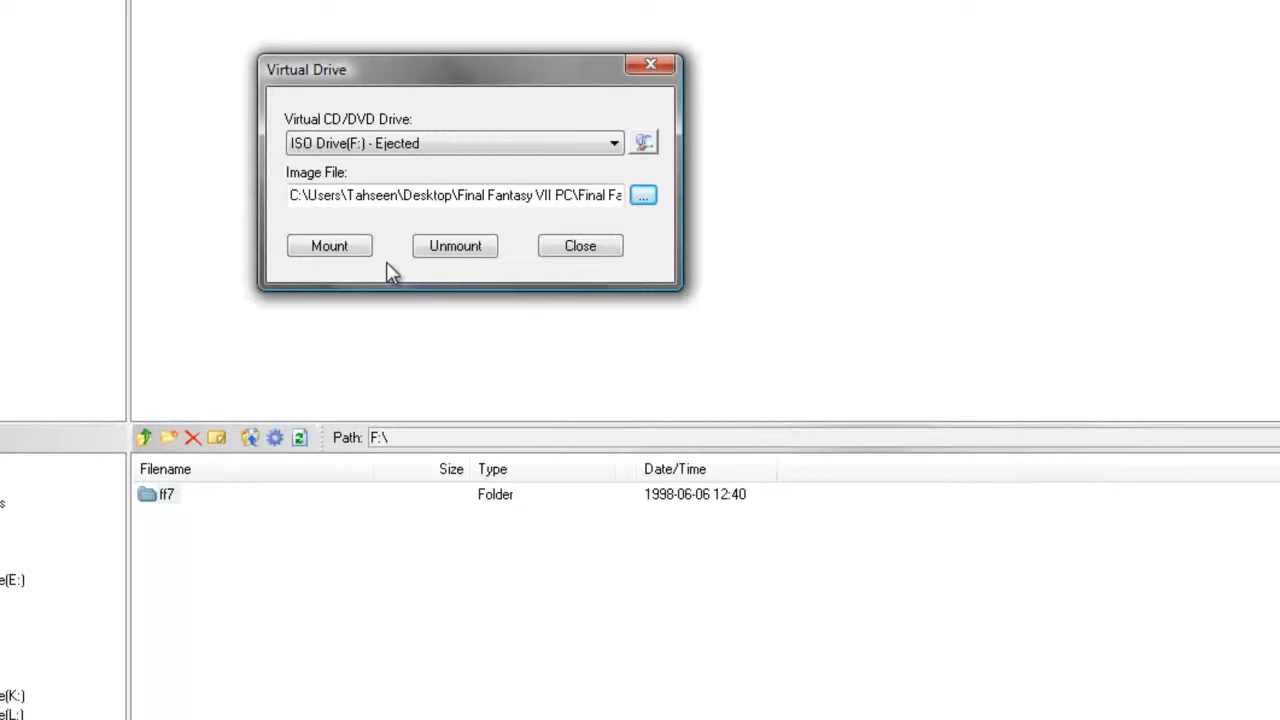 Virtual Drive
Virtual CD/DVD Drive:
ISO Drive(F:) - Ejected
Image File:
C:\Users\Tahseen\Desktop\Final Fantasy VII PC\Final Fa
...
Mount Unmount Close
Path: F:\
Filename Size Type Date/Time
ff7 Folder 1998-06-06 12:40
s
e(E:)
e(K:)
e(L:)